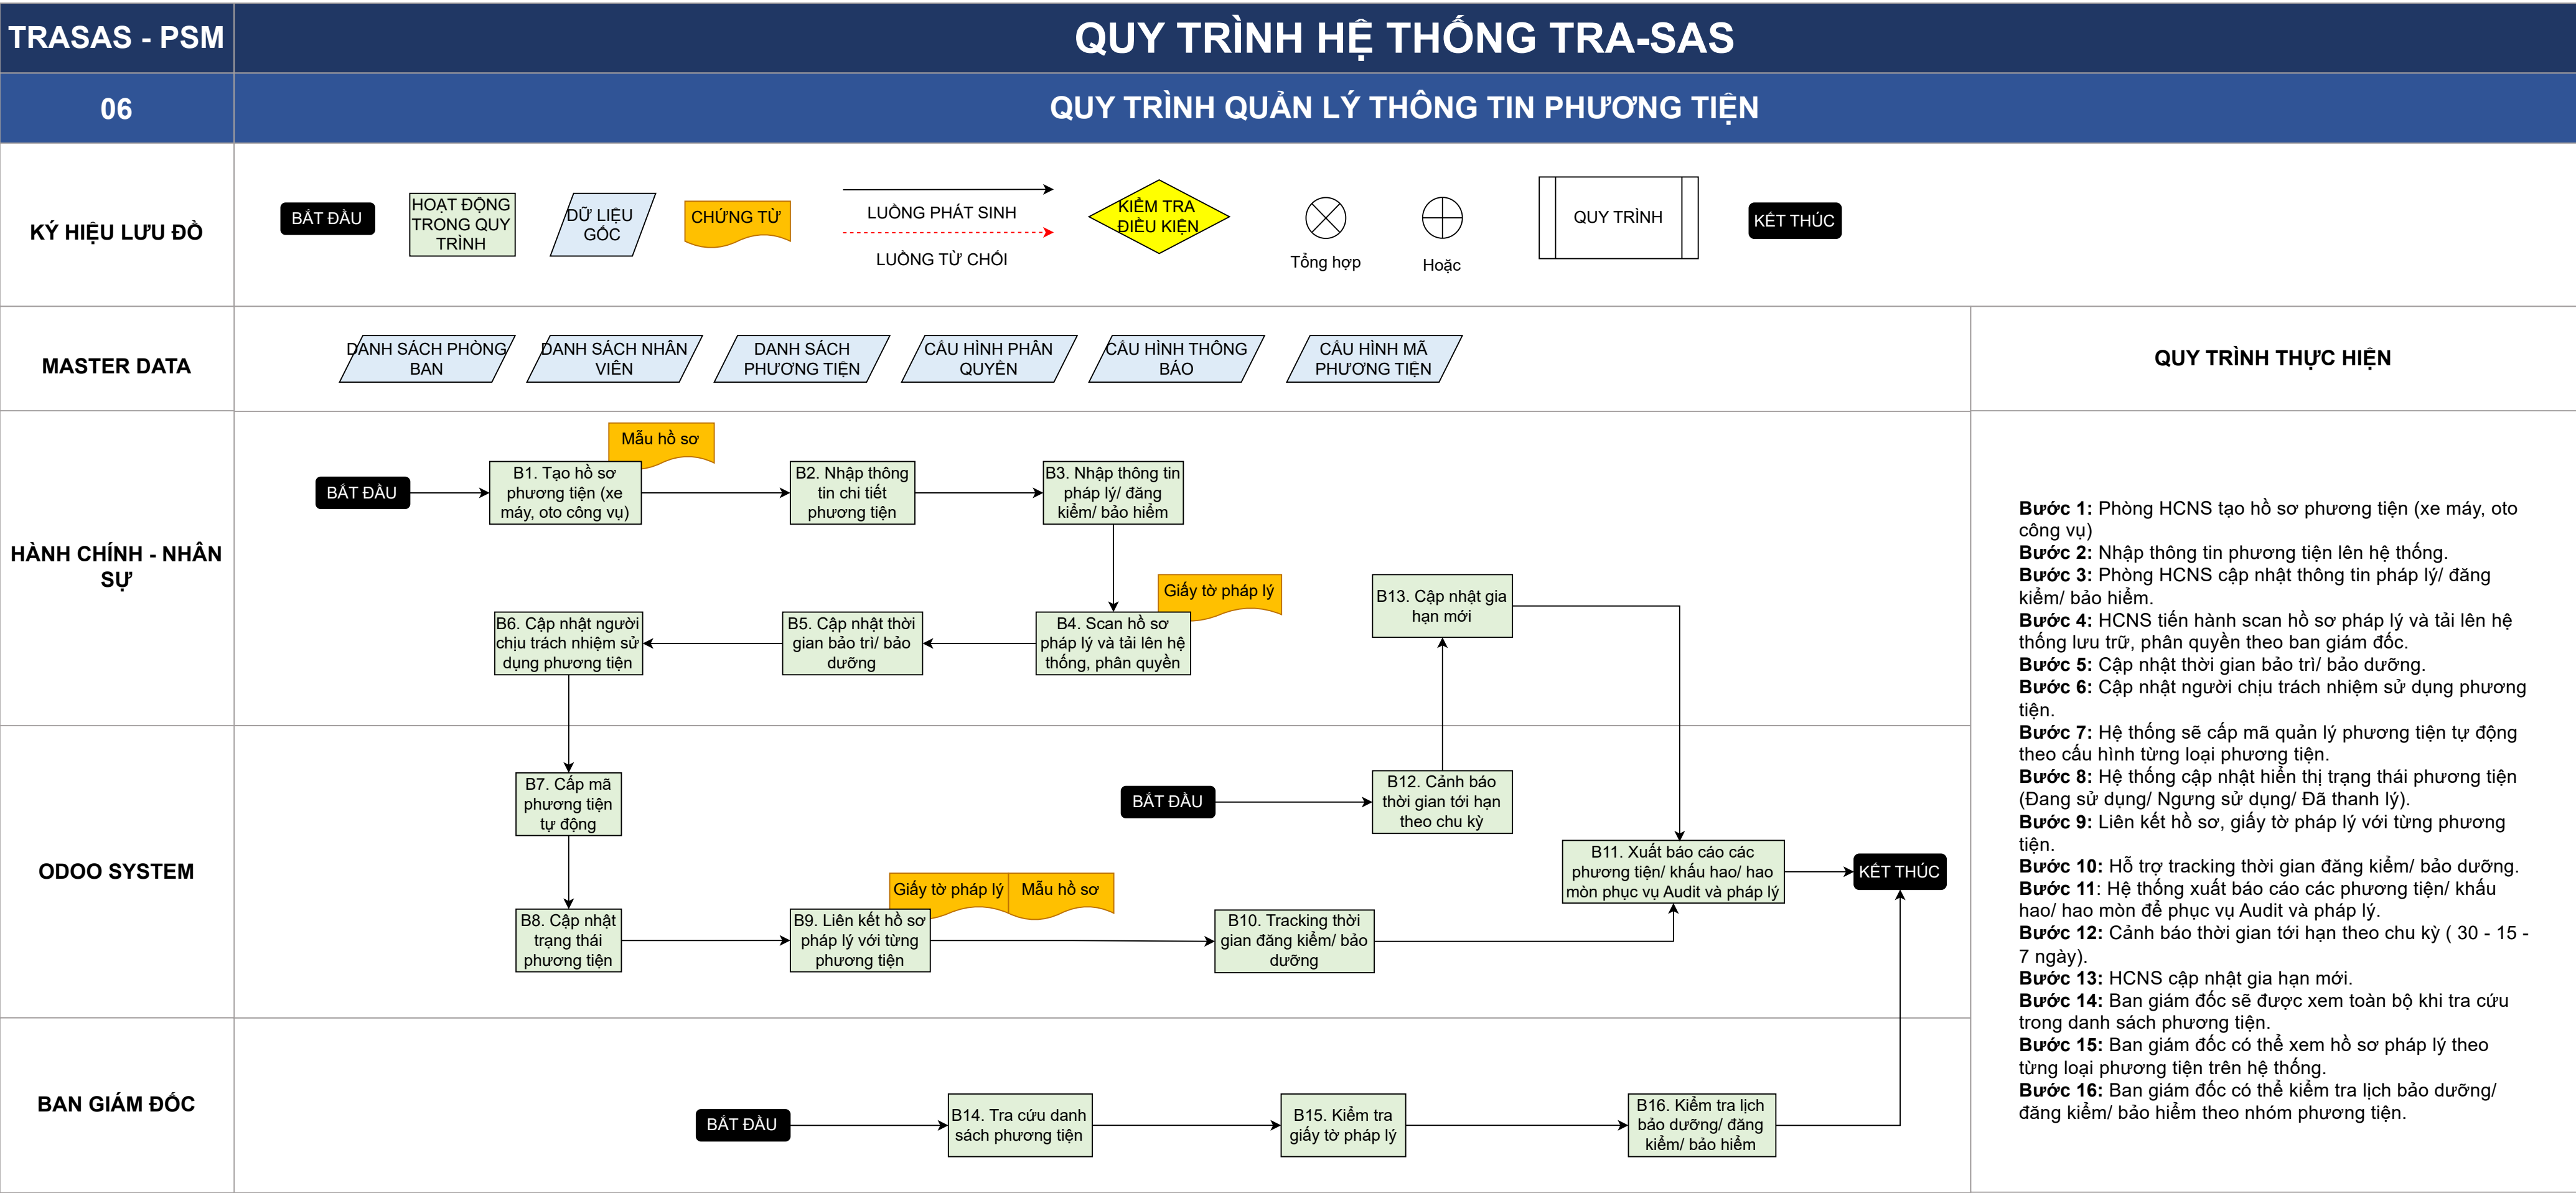 TRASAS - PSM
QUY TRÌNH HỆ THỐNG TRA-SAS
06
QUY TRÌNH QUẢN LÝ THÔNG TIN PHƯƠNG TIỆN
KÝ HIỆU LƯU ĐỒ
BẮT ĐẦU
HOẠT ĐỘNG
TRONG QUY
TRÌNH
DỮ LIỆU
GỐC
CHỨNG TỪ
LUỒNG PHÁT SINH
LUỒNG TỪ CHỐI
KIỂM TRA
ĐIỀU KIỆN
Tổng hợp
Hoặc
QUY TRÌNH
KẾT THÚC
MASTER DATA
DANH SÁCH PHÒNG
BAN
DANH SÁCH NHÂN
VIÊN
DANH SÁCH
PHƯƠNG TIỆN
CẤU HÌNH PHÂN
QUYỀN
CẤU HÌNH THÔNG
BÁO
CẤU HÌNH MÃ
PHƯƠNG TIỆN
QUY TRÌNH THỰC HIỆN
HÀNH CHÍNH - NHÂN
SỰ
BẮT ĐẦU
Mẫu hồ sơ
B1. Tạo hồ sơ
phương tiện (xe
máy, oto công vụ)
B2. Nhập thông
tin chi tiết
phương tiện
B3. Nhập thông tin
pháp lý/ đăng
kiểm/ bảo hiểm
Giấy tờ pháp lý
B4. Scan hồ sơ
pháp lý và tải lên hệ
thống, phân quyền
B5. Cập nhật thời
gian bảo trì/ bảo
dưỡng
B6. Cập nhật người
chịu trách nhiệm sử
dụng phương tiện
B13. Cập nhật gia
hạn mới
ODOO SYSTEM
B7. Cấp mã
phương tiện
tự động
BẮT ĐẦU
B12. Cảnh báo
thời gian tới hạn
theo chu kỳ
B11. Xuất báo cáo các
phương tiện/ khấu hao/ hao
mòn phục vụ Audit và pháp lý
KẾT THÚC
B8. Cập nhật
trạng thái
phương tiện
Giấy tờ pháp lý
Mẫu hồ sơ
B9. Liên kết hồ sơ
pháp lý với từng
phương tiện
B10. Tracking thời
gian đăng kiểm/ bảo
dưỡng
BAN GIÁM ĐỐC
BẮT ĐẦU
B14. Tra cứu danh
sách phương tiện
B15. Kiểm tra
giấy tờ pháp lý
B16. Kiểm tra lịch
bảo dưỡng/ đăng
kiểm/ bảo hiểm
Bước 1: Phòng HCNS tạo hồ sơ phương tiện (xe máy, oto
công vụ)
Bước 2: Nhập thông tin phương tiện lên hệ thống.
Bước 3: Phòng HCNS cập nhật thông tin pháp lý/ đăng
kiểm/ bảo hiểm.
Bước 4: HCNS tiến hành scan hồ sơ pháp lý và tải lên hệ
thống lưu trữ, phân quyền theo ban giám đốc.
Bước 5: Cập nhật thời gian bảo trì/ bảo dưỡng.
Bước 6: Cập nhật người chịu trách nhiệm sử dụng phương
tiện.
Bước 7: Hệ thống sẽ cấp mã quản lý phương tiện tự động
theo cấu hình từng loại phương tiện.
Bước 8: Hệ thống cập nhật hiển thị trạng thái phương tiện
(Đang sử dụng/ Ngưng sử dụng/ Đã thanh lý).
Bước 9: Liên kết hồ sơ, giấy tờ pháp lý với từng phương
tiện.
Bước 10: Hỗ trợ tracking thời gian đăng kiểm/ bảo dưỡng.
Bước 11: Hệ thống xuất báo cáo các phương tiện/ khấu
hao/ hao mòn để phục vụ Audit và pháp lý.
Bước 12: Cảnh báo thời gian tới hạn theo chu kỳ ( 30 - 15 -
7 ngày).
Bước 13: HCNS cập nhật gia hạn mới.
Bước 14: Ban giám đốc sẽ được xem toàn bộ khi tra cứu
trong danh sách phương tiện.
Bước 15: Ban giám đốc có thể xem hồ sơ pháp lý theo
từng loại phương tiện trên hệ thống.
Bước 16: Ban giám đốc có thể kiểm tra lịch bảo dưỡng/
đăng kiểm/ bảo hiểm theo nhóm phương tiện.